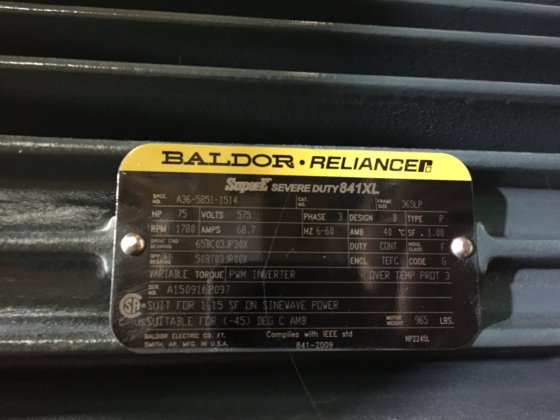 BALDOR · RELIANCE
Super-E SEVERE DUTY 841XL
SPEC. NO. A36-5851-1514 CAT. NO. FRAME SIZE 365LP
HP 75 VOLTS 575 PHASE 3 DESIGN B TYPE P
RPM 1780 AMPS 68.7 HZ 6-60 AMB 40 °C SF. 1.00
DRIVE END BEARING 65BC03JP30X DUTY CONT INSUL CLASS F
OPP. BEARING 50BT03JR00X ENCL TEFC CODE G
VARIABLE TORQUE PWM INVERTER OVER TEMP PROT 3
SER. NO. A1509162097
SUIT FOR 1.15 SF ON SINEWAVE POWER
SUITABLE FOR (-45) DEG C AMB MOTOR WEIGHT 965 LBS.
BALDOR ELECTRIC CO. FT. Complies with IEEE std
SMITH, AR. MFG. IN U.S.A. 841-2009 NP2245L